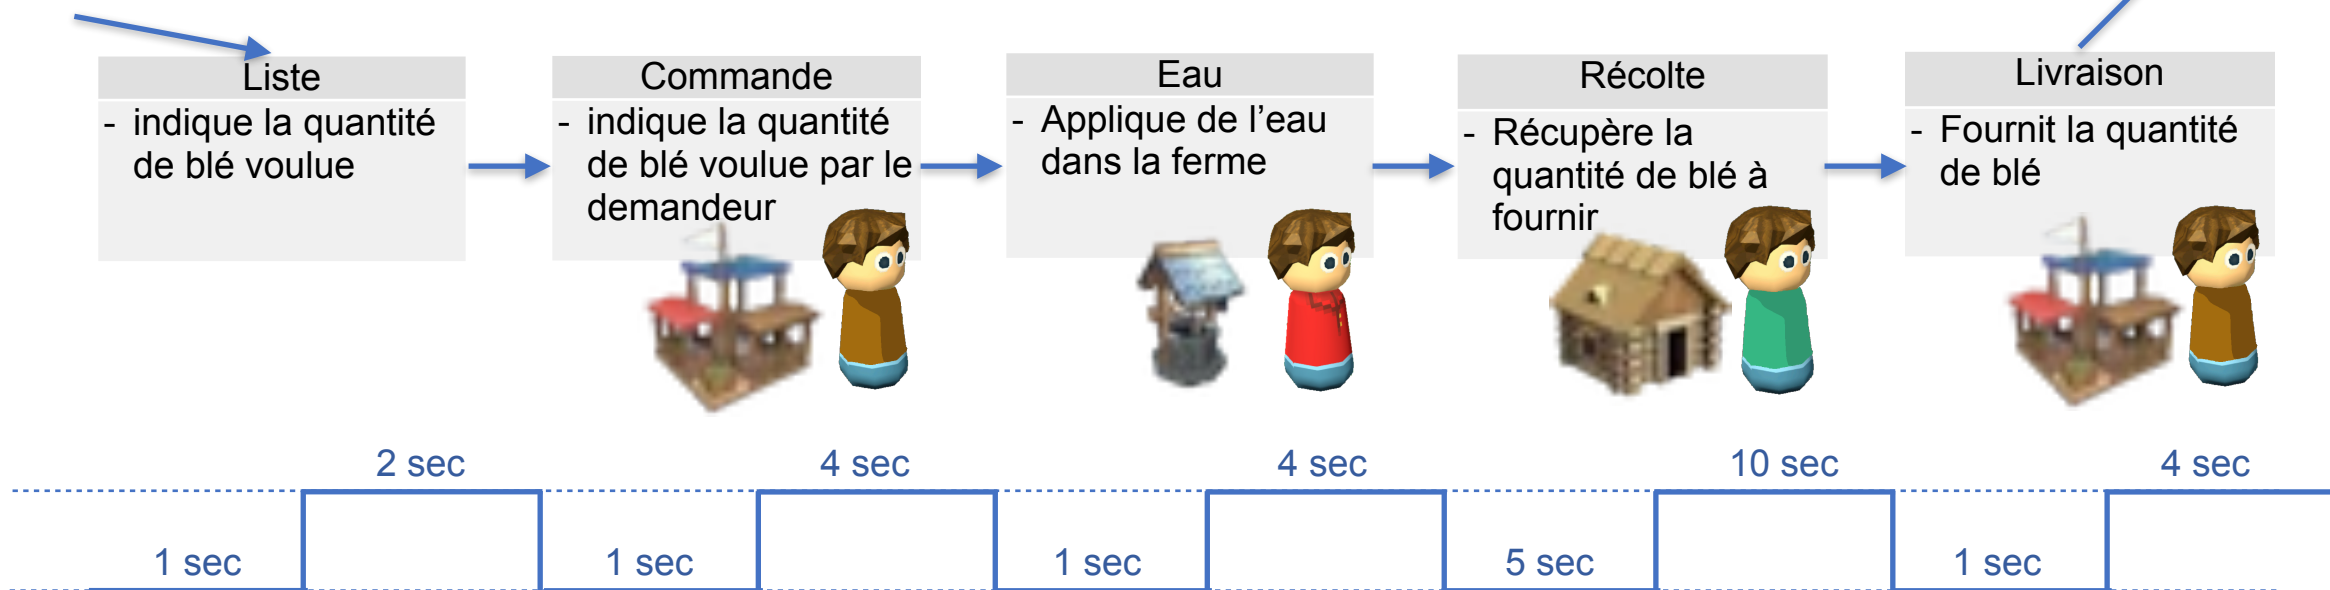 Liste
- indique la quantité
de blé voulue
Commande
- indique la quantité
de blé voulue par le
demandeur
Eau
- Applique de l’eau
dans la ferme
Récolte
- Récupère la
quantité de blé à
fournir
Livraison
- Fournit la quantité
de blé
2 sec
4 sec
4 sec
10 sec
4 sec
1 sec
1 sec
1 sec
5 sec
1 sec